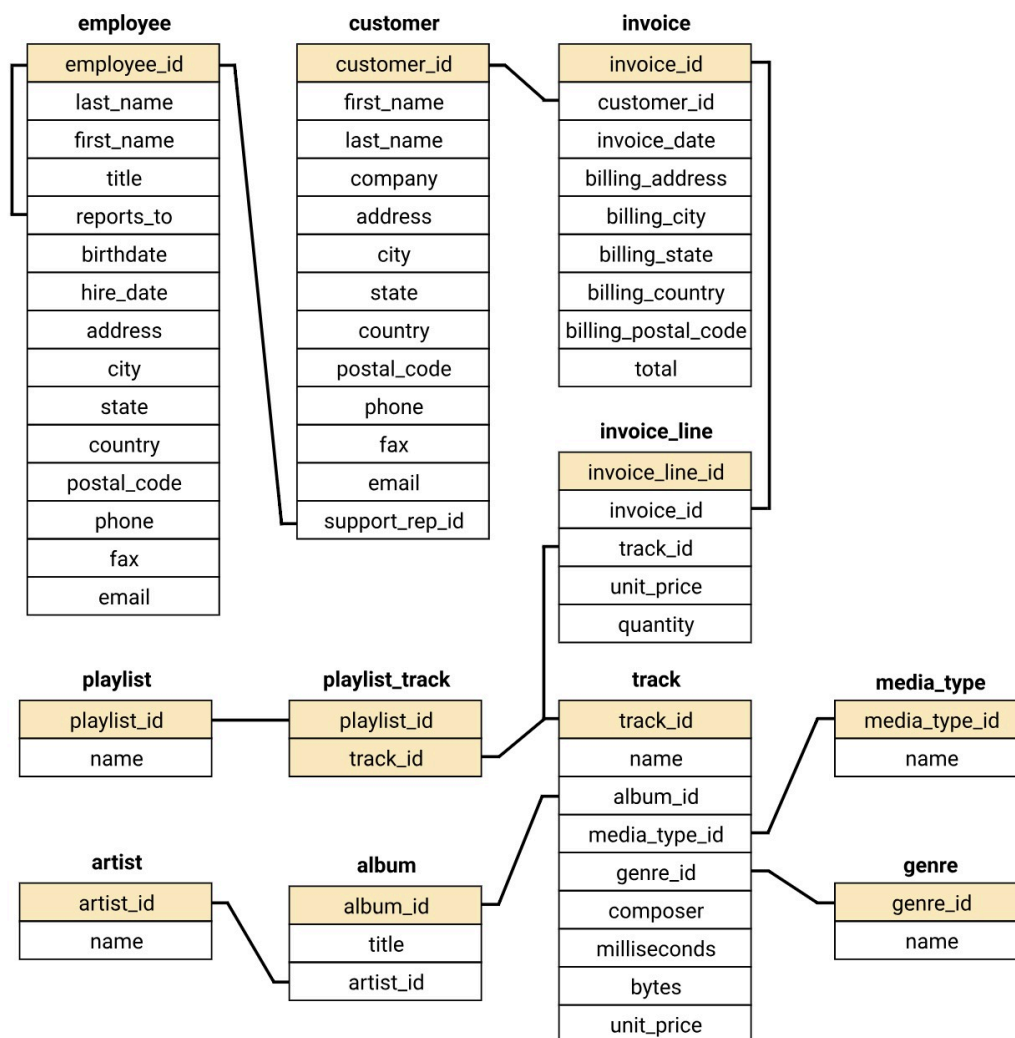 employee
employee_id
last_name
first_name
title
reports_to
birthdate
hire_date
address
city
state
country
postal_code
phone
fax
email
customer
customer_id
first_name
last_name
company
address
city
state
country
postal_code
phone
fax
email
support_rep_id
invoice
invoice_id
customer_id
invoice_date
billing_address
billing_city
billing_state
billing_country
billing_postal_code
total
invoice_line
invoice_line_id
invoice_id
track_id
unit_price
quantity
playlist
playlist_id
name
playlist_track
playlist_id
track_id
track
track_id
name
album_id
media_type_id
genre_id
composer
milliseconds
bytes
unit_price
media_type
media_type_id
name
artist
artist_id
name
album
album_id
title
artist_id
genre
genre_id
name